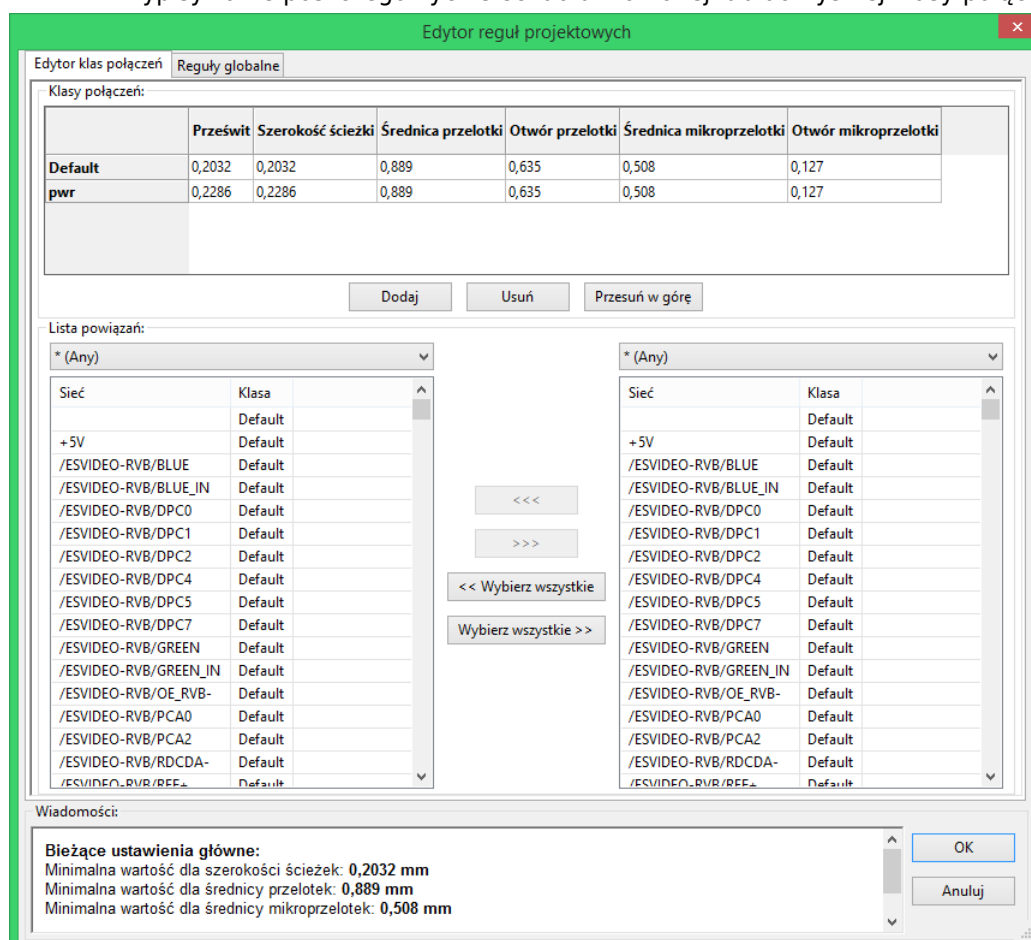 Edytor reguł projektowych
Edytor klas połączeń Reguły globalne
Klasy połączeń:
Prześwit Szerokość ścieżki Średnica przelotki Otwór przelotki Średnica mikroprzelotki Otwór mikroprzelotki
Default 0,2032 0,2032 0,889 0,635 0,508 0,127
pwr 0,2286 0,2286 0,889 0,635 0,508 0,127
Dodaj Usuń Przesuń w górę
Lista powiązań:
* (Any) * (Any)
Sieć Klasa Sieć Klasa
Default Default
+5V Default +5V Default
/ESVIDEO-RVB/BLUE Default /ESVIDEO-RVB/BLUE Default
/ESVIDEO-RVB/BLUE_IN Default /ESVIDEO-RVB/BLUE_IN Default
/ESVIDEO-RVB/DPC0 Default <<< /ESVIDEO-RVB/DPC0 Default
/ESVIDEO-RVB/DPC1 Default /ESVIDEO-RVB/DPC1 Default
/ESVIDEO-RVB/DPC2 Default >>> /ESVIDEO-RVB/DPC2 Default
/ESVIDEO-RVB/DPC4 Default << Wybierz wszystkie /ESVIDEO-RVB/DPC4 Default
/ESVIDEO-RVB/DPC5 Default /ESVIDEO-RVB/DPC5 Default
/ESVIDEO-RVB/DPC7 Default Wybierz wszystkie >> /ESVIDEO-RVB/DPC7 Default
/ESVIDEO-RVB/GREEN Default /ESVIDEO-RVB/GREEN Default
/ESVIDEO-RVB/GREEN_IN Default /ESVIDEO-RVB/GREEN_IN Default
/ESVIDEO-RVB/OE_RVB- Default /ESVIDEO-RVB/OE_RVB- Default
/ESVIDEO-RVB/PCA0 Default /ESVIDEO-RVB/PCA0 Default
/ESVIDEO-RVB/PCA2 Default /ESVIDEO-RVB/PCA2 Default
/ESVIDEO-RVB/RDCDA- Default /ESVIDEO-RVB/RDCDA- Default
/ESVIDEO-RVB/REF+ Default /ESVIDEO-RVB/REF+ Default
Wiadomości:
Bieżące ustawienia główne:
Minimalna wartość dla szerokości ścieżek: 0,2032 mm
Minimalna wartość dla średnicy przelotek: 0,889 mm
Minimalna wartość dla średnicy mikroprzelotek: 0,508 mm
OK
Anuluj